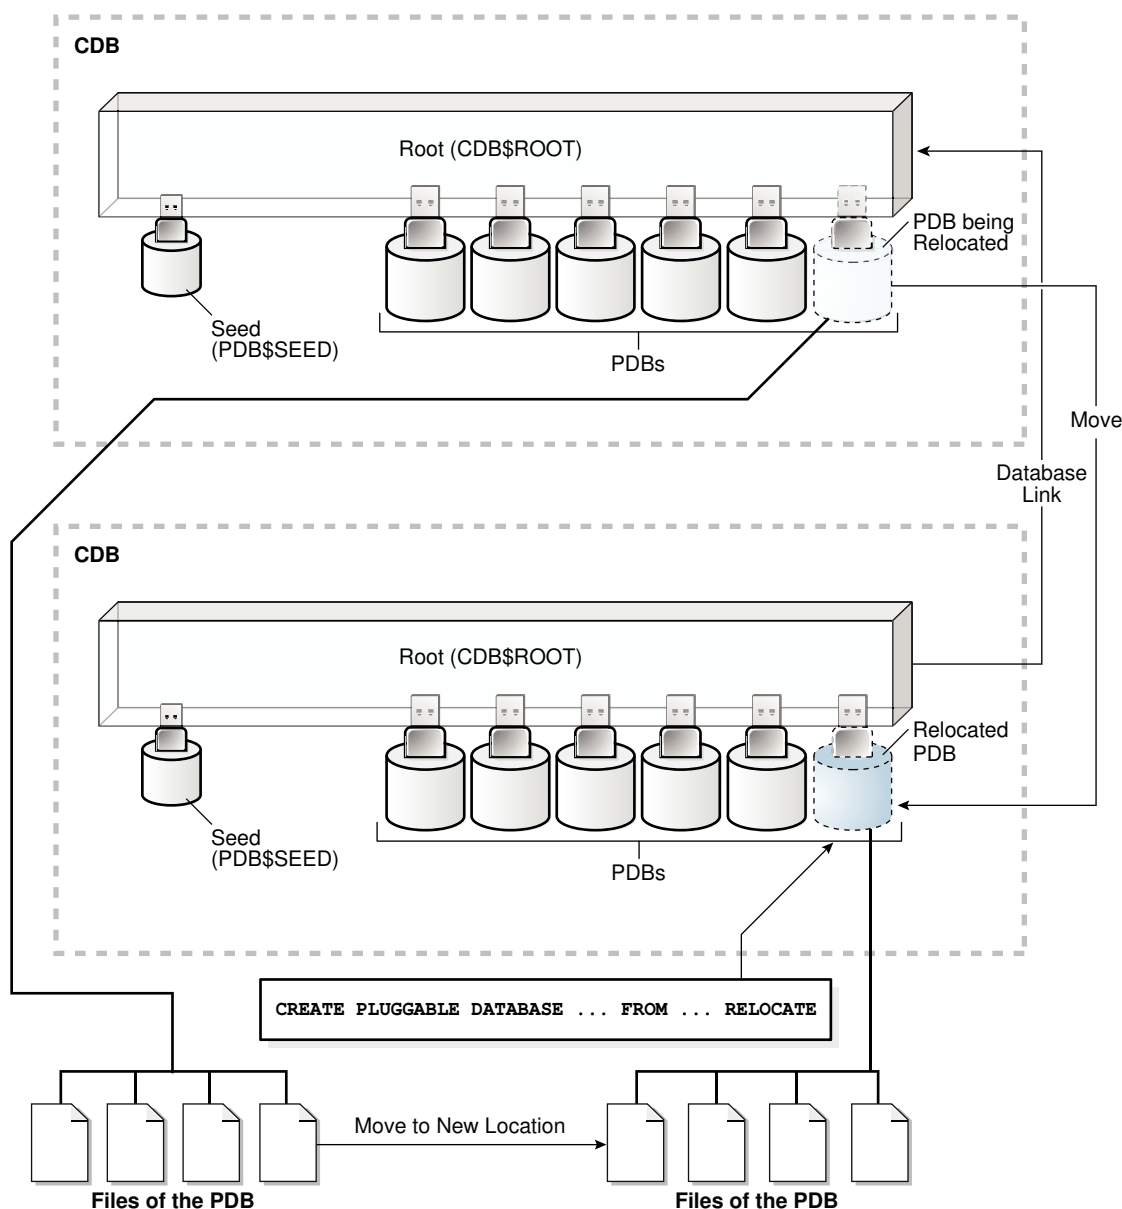 CDB
Root (CDB$ROOT)
PDB being
Relocated
Seed
(PDB$SEED)
PDBs
Move
Database
Link
CDB
Root (CDB$ROOT)
Relocated
PDB
Seed
(PDB$SEED)
PDBs
CREATE PLUGGABLE DATABASE ... FROM ... RELOCATE
Move to New Location
Files of the PDB
Files of the PDB